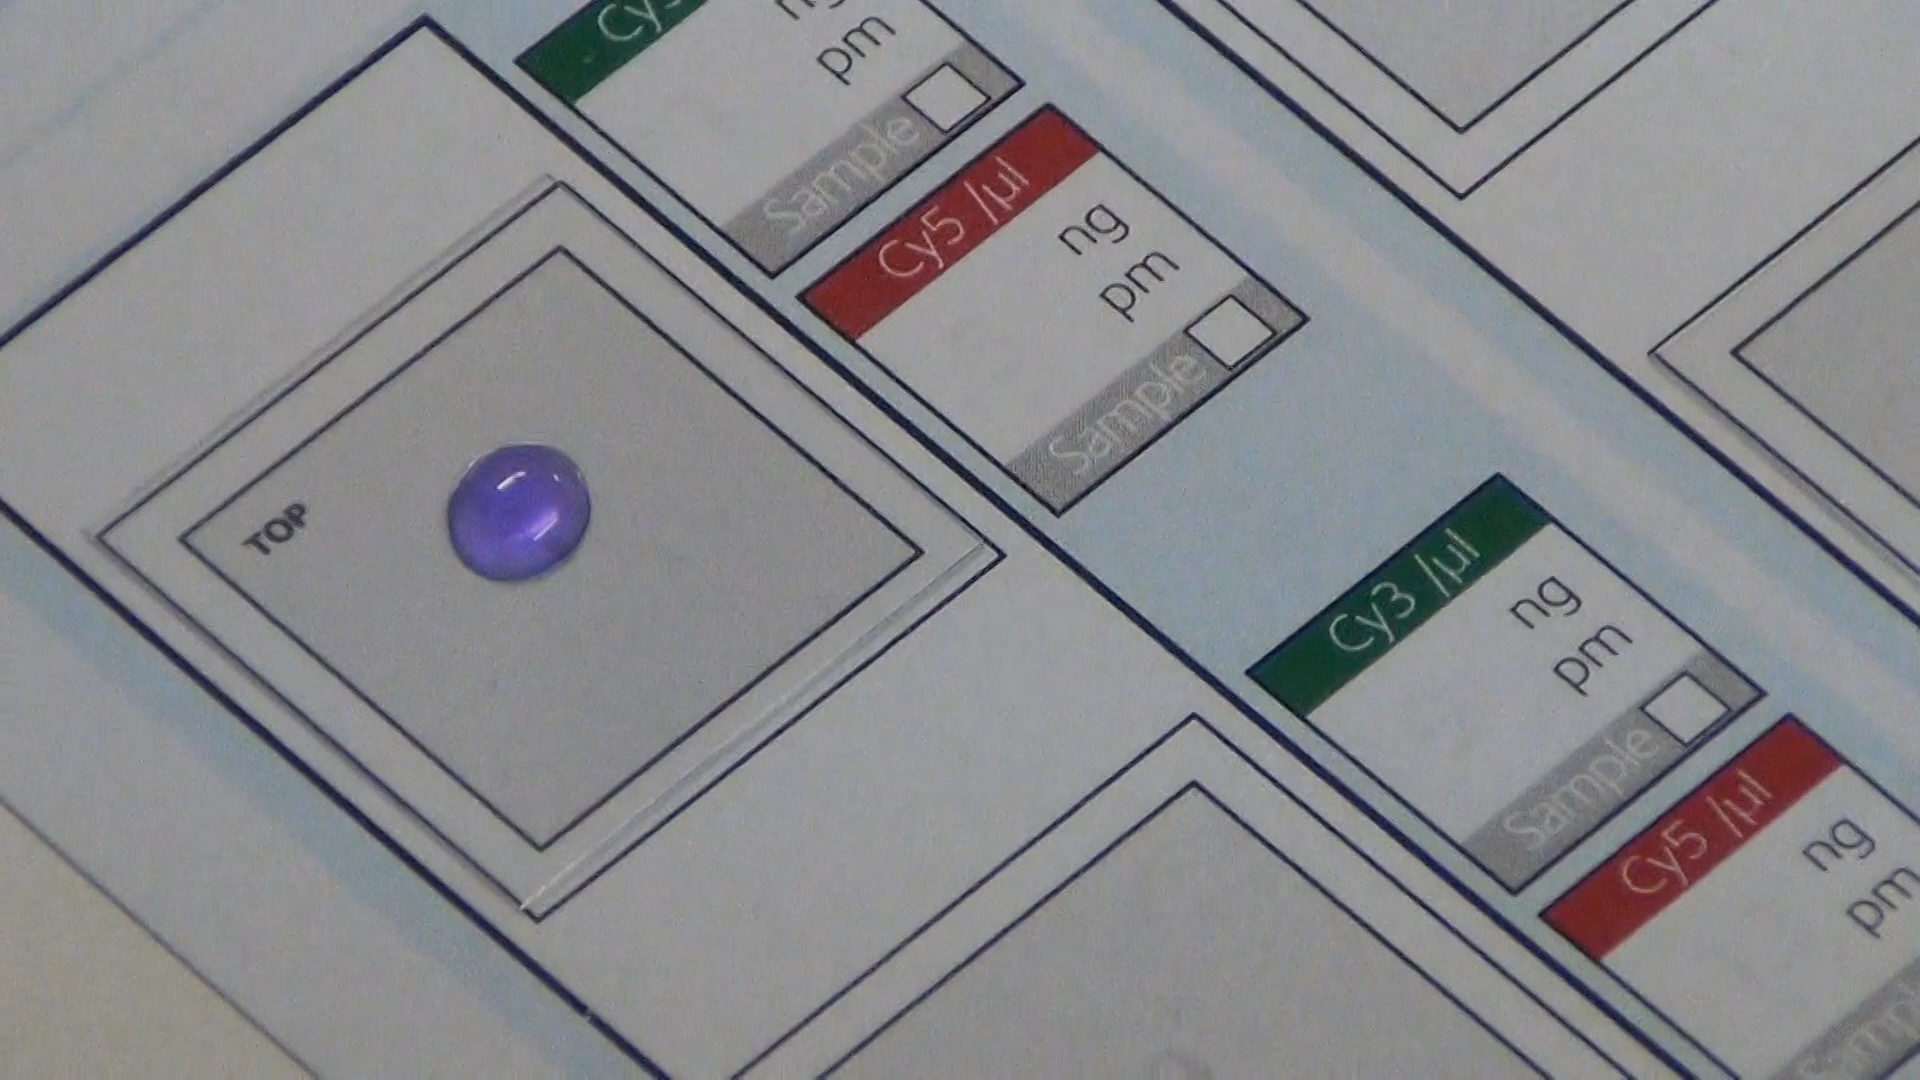 pm
Sample
Cy5 /µl
ng
pm
Sample
TOP
Cy3 /µl
ng
pm
Sample
Cy5 /µl
ng
pm